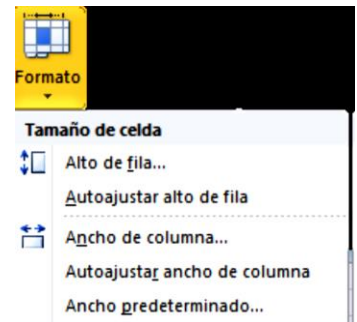 Formato
Tamaño de celda
Alto de fila...
Autoajustar alto de fila
Ancho de columna...
Autoajustar ancho de columna
Ancho predeterminado...